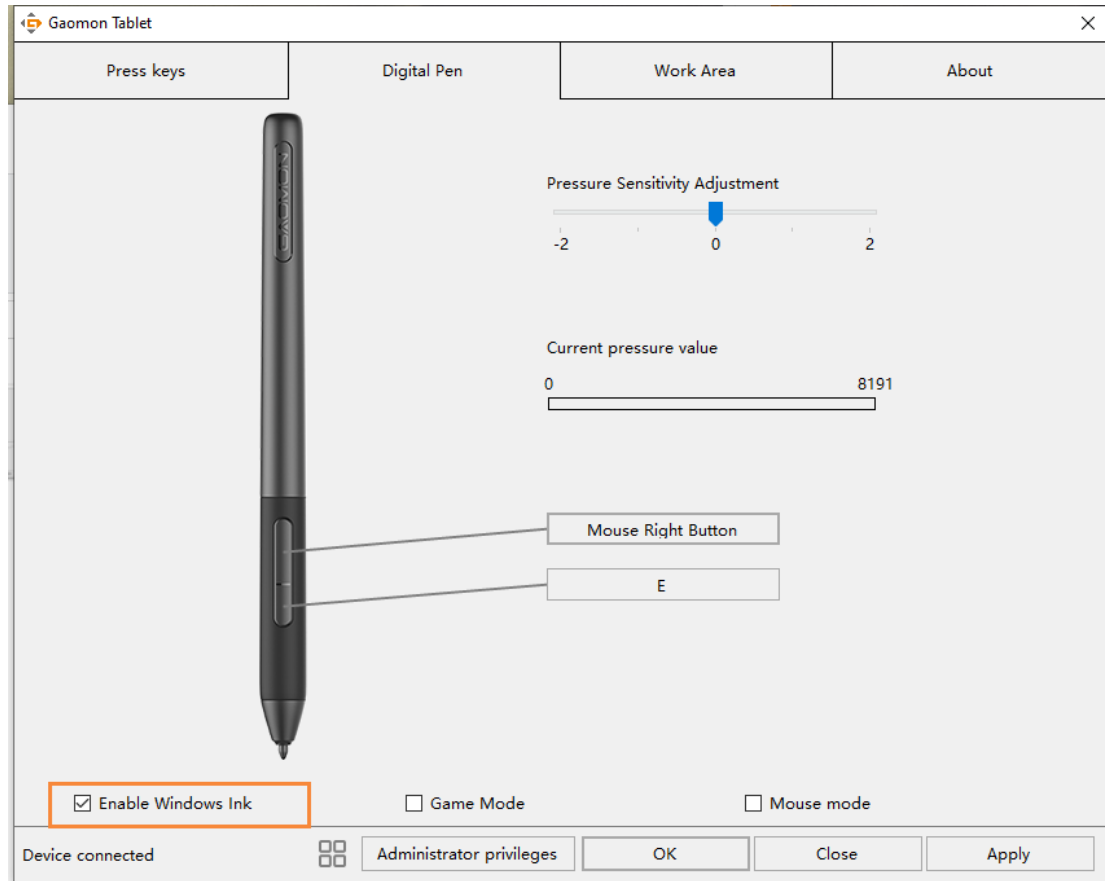 Gaomon Tablet
Press keys
Digital Pen
Work Area
About
GAOMON
Pressure Sensitivity Adjustment
-2 0 2
Current pressure value
0 8191
Mouse Right Button
E
Enable Windows Ink
Game Mode
Mouse mode
Device connected
Administrator privileges
OK
Close
Apply